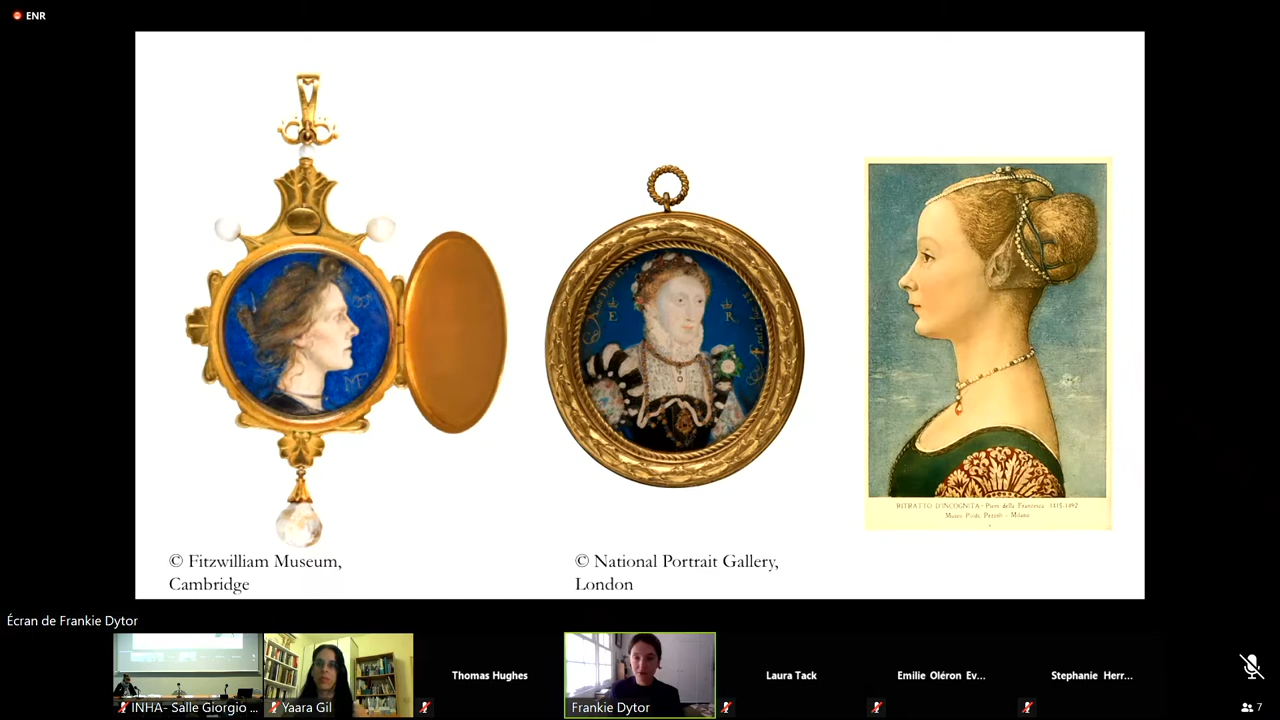 ENR
E
R
RITRATTO D'INCOGNITA - Piero della Francesca 1415-1492
Museo Poldi Pezzoli - Milano
© Fitzwilliam Museum,
Cambridge
© National Portrait Gallery,
London
Écran de Frankie Dytor
Thomas Hughes
Laura Tack
Emilie Oléron Ev...
Stephanie Herr...
INHA- Salle Giorgio ...
Yaara Gil
Frankie Dytor
7